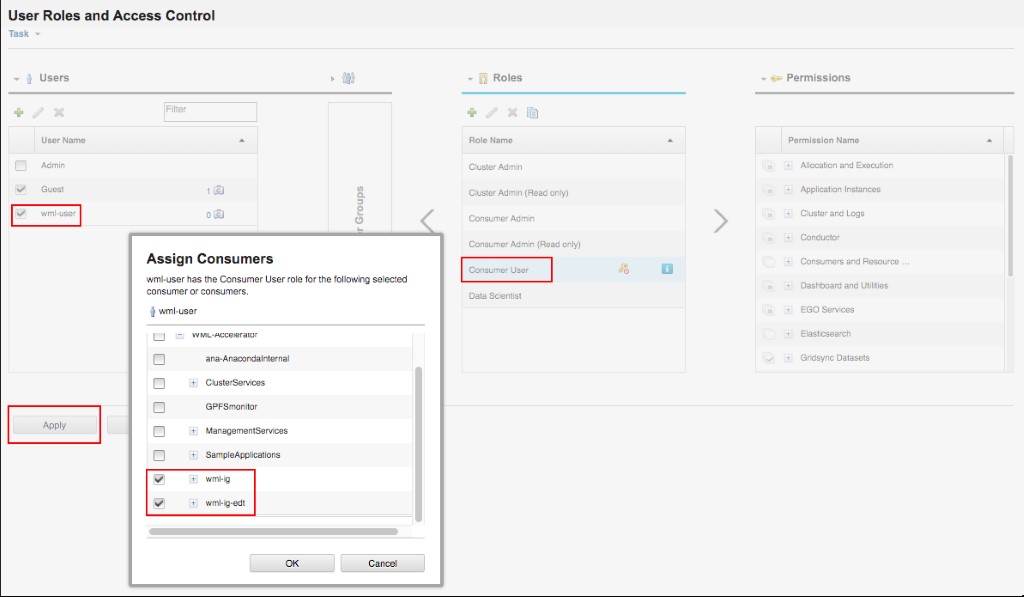 User Roles and Access Control
Task
Users
Roles
Permissions
Filter
User Name
Role Name
Permission Name
Admin
Cluster Admin
Allocation and Execution
Guest
1
Cluster Admin (Read only)
Application Instances
wml-user
0
Consumer Admin
Cluster and Logs
Groups
Consumer Admin (Read only)
Conductor
Consumer User
Consumers and Resource ...
Data Scientist
Dashboard and Utilities
EGO Services
Elasticsearch
Gridsync Datasets
Assign Consumers
wml-user has the Consumer User role for the following selected
consumer or consumers.
wml-user
WML-Accelerator
ana-AnacondaInternal
ClusterServices
GPFSmonitor
ManagementServices
SampleApplications
wml-ig
wml-ig-edt
OK
Cancel
Apply